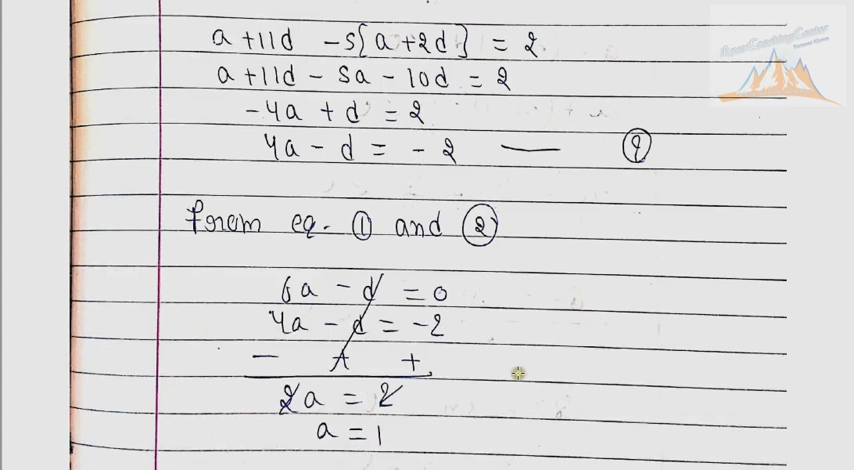 a + 11d - 5[a + 2d] = 2
a + 11d - 5a - 10d = 2
-4a + d = 2
4a - d = -2 —— ②
from eq. ① and ②
6a - d = 0
4a - d = -2
- + +
2a = 2
a = 1